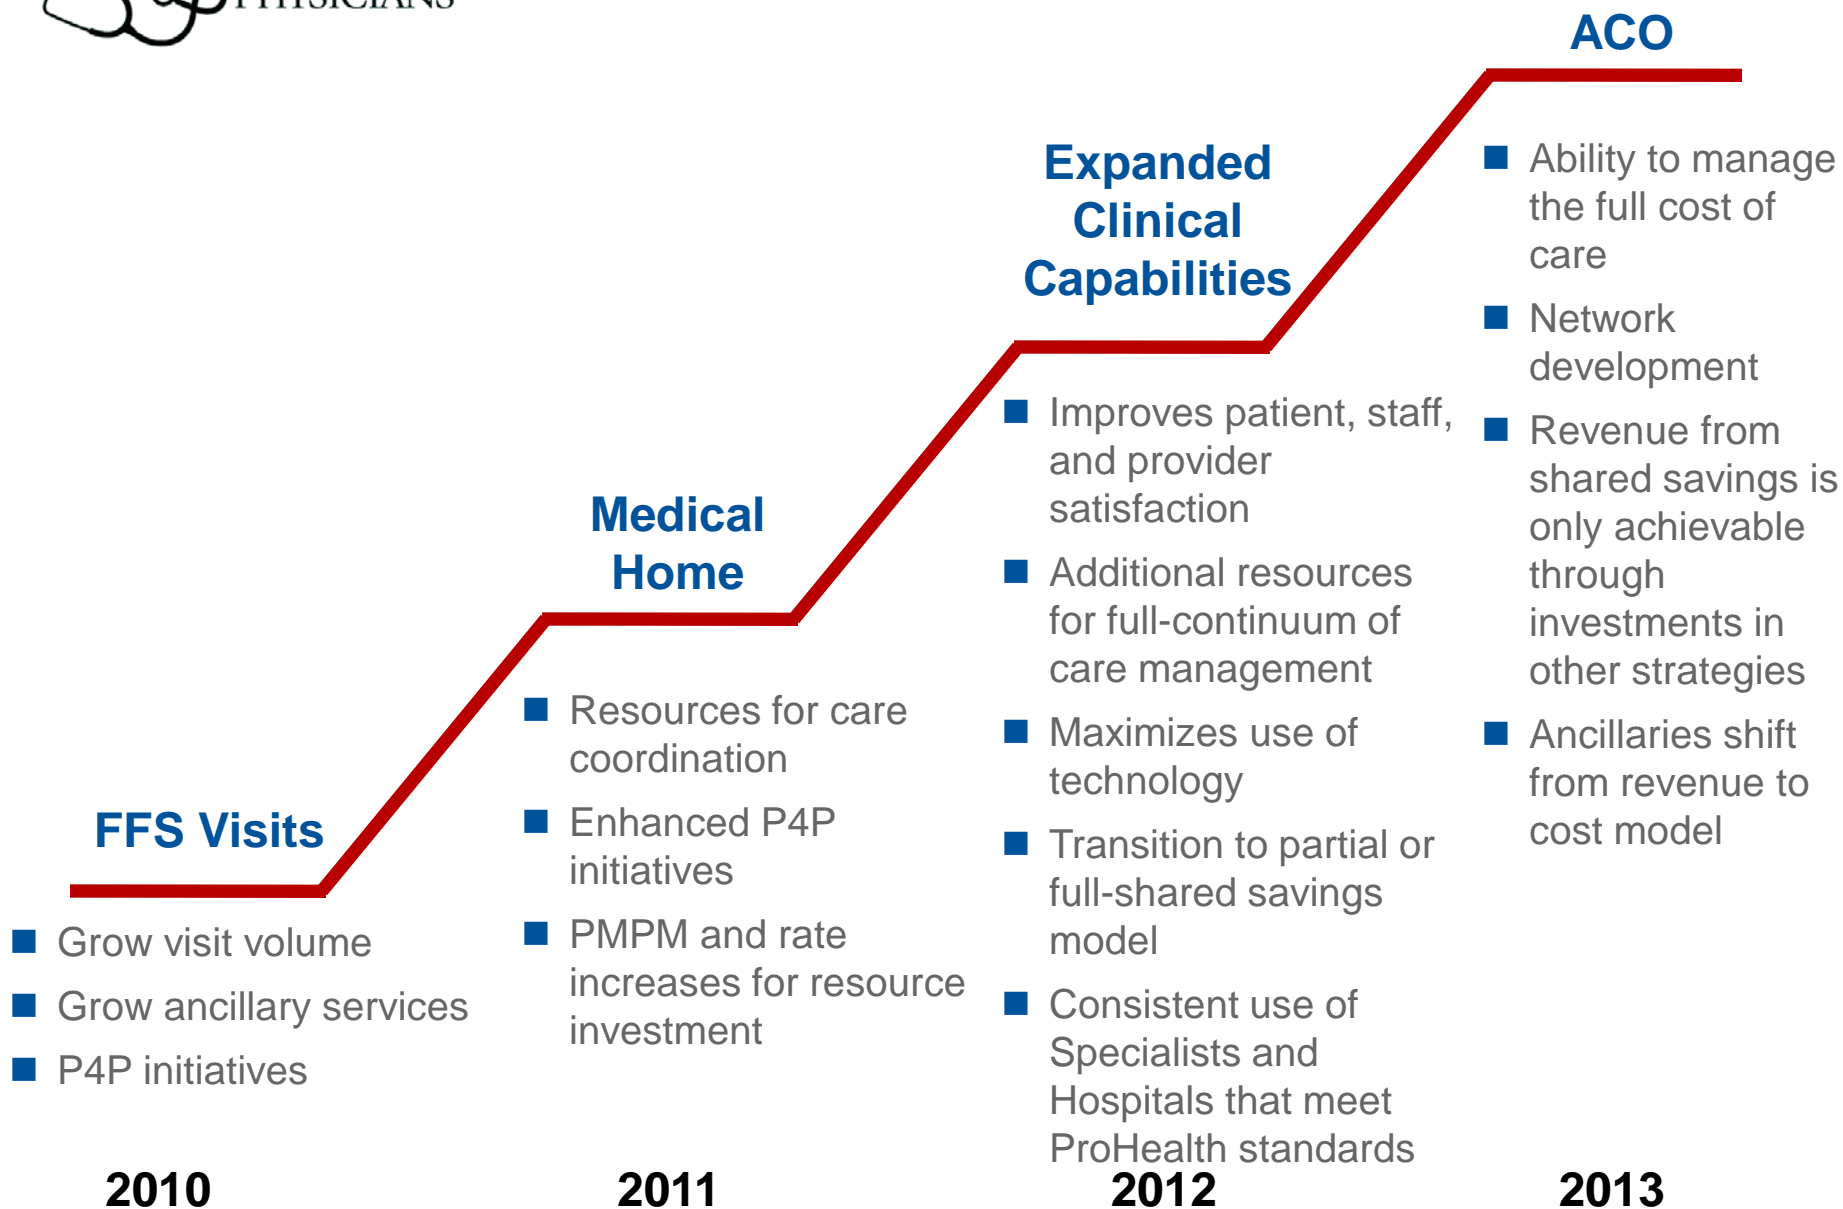 PHYSICIANS
FFS Visits
Grow visit volume
Grow ancillary services
P4P initiatives
2010
Medical
Home
Resources for care
coordination
Enhanced P4P
initiatives
PMPM and rate
increases for resource
investment
2011
Expanded
Clinical
Capabilities
Improves patient, staff,
and provider
satisfaction
Additional resources
for full-continuum of
care management
Maximizes use of
technology
Transition to partial or
full-shared savings
model
Consistent use of
Specialists and
Hospitals that meet
ProHealth standards
2012
ACO
Ability to manage
the full cost of
care
Network
development
Revenue from
shared savings is
only achievable
through
investments in
other strategies
Ancillaries shift
from revenue to
cost model
2013